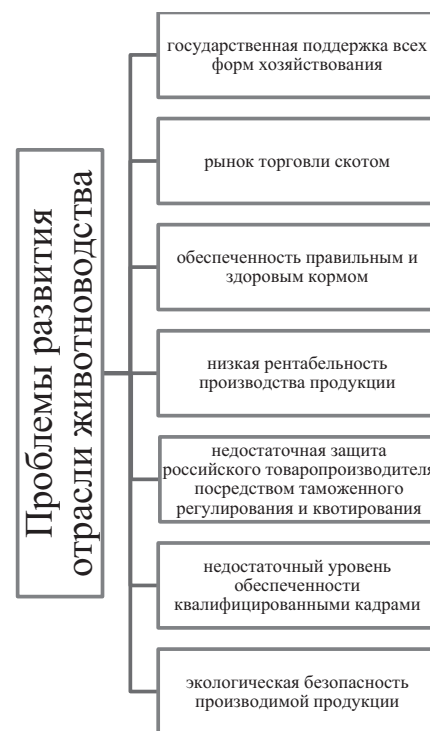 Проблемы развития
отрасли животноводства
государственная поддержка всех
форм хозяйствования
рынок торговли скотом
обеспеченность правильным и
здоровым кормом
низкая рентабельность
производства продукции
недостаточная защита
российского товаропроизводителя
посредством таможенного
регулирования и квотирования
недостаточный уровень
обеспеченности
квалифицированными кадрами
экологическая безопасность
производимой продукции